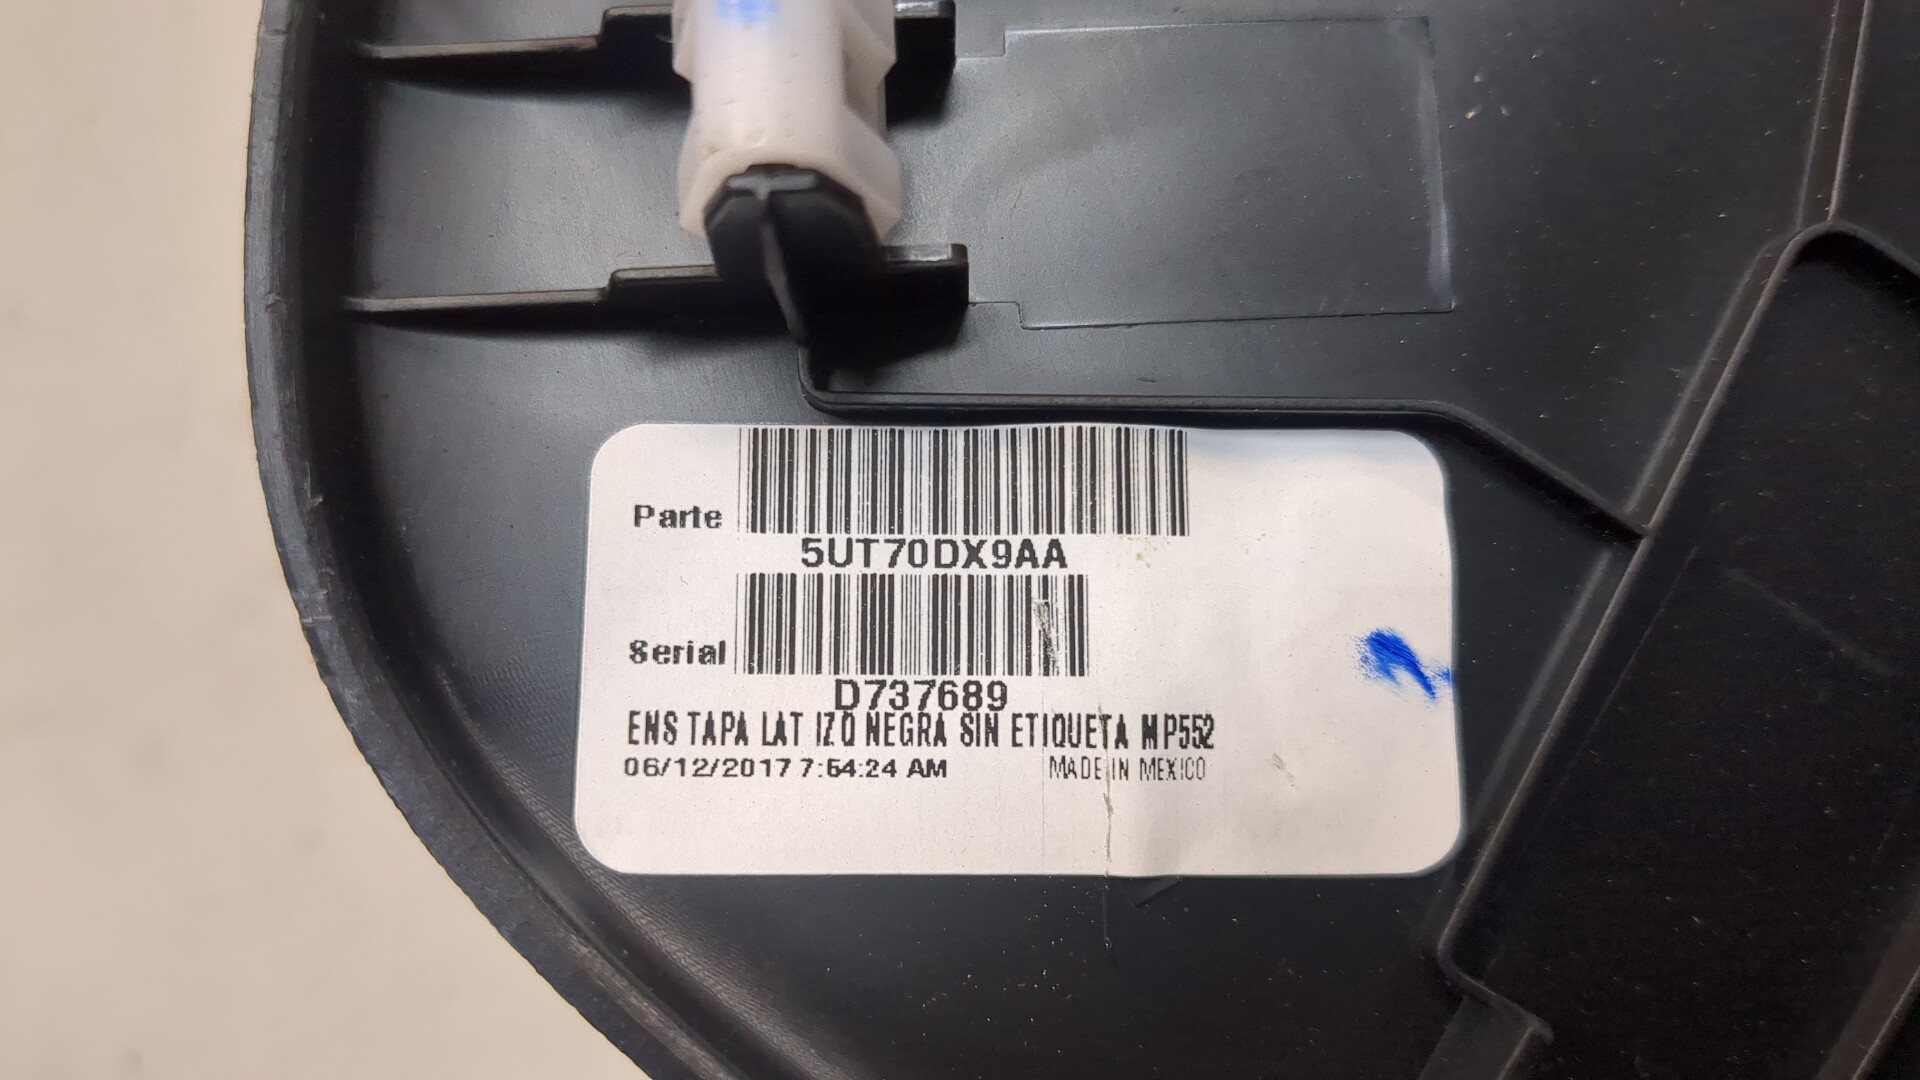 Parte
5UT70DX9AA
Serial
D737689
ENS TAPA LAT IZQ NEGRA SIN ETIQUETA MP552
06/12/2017 7:54:24 AM MADE IN MEXICO